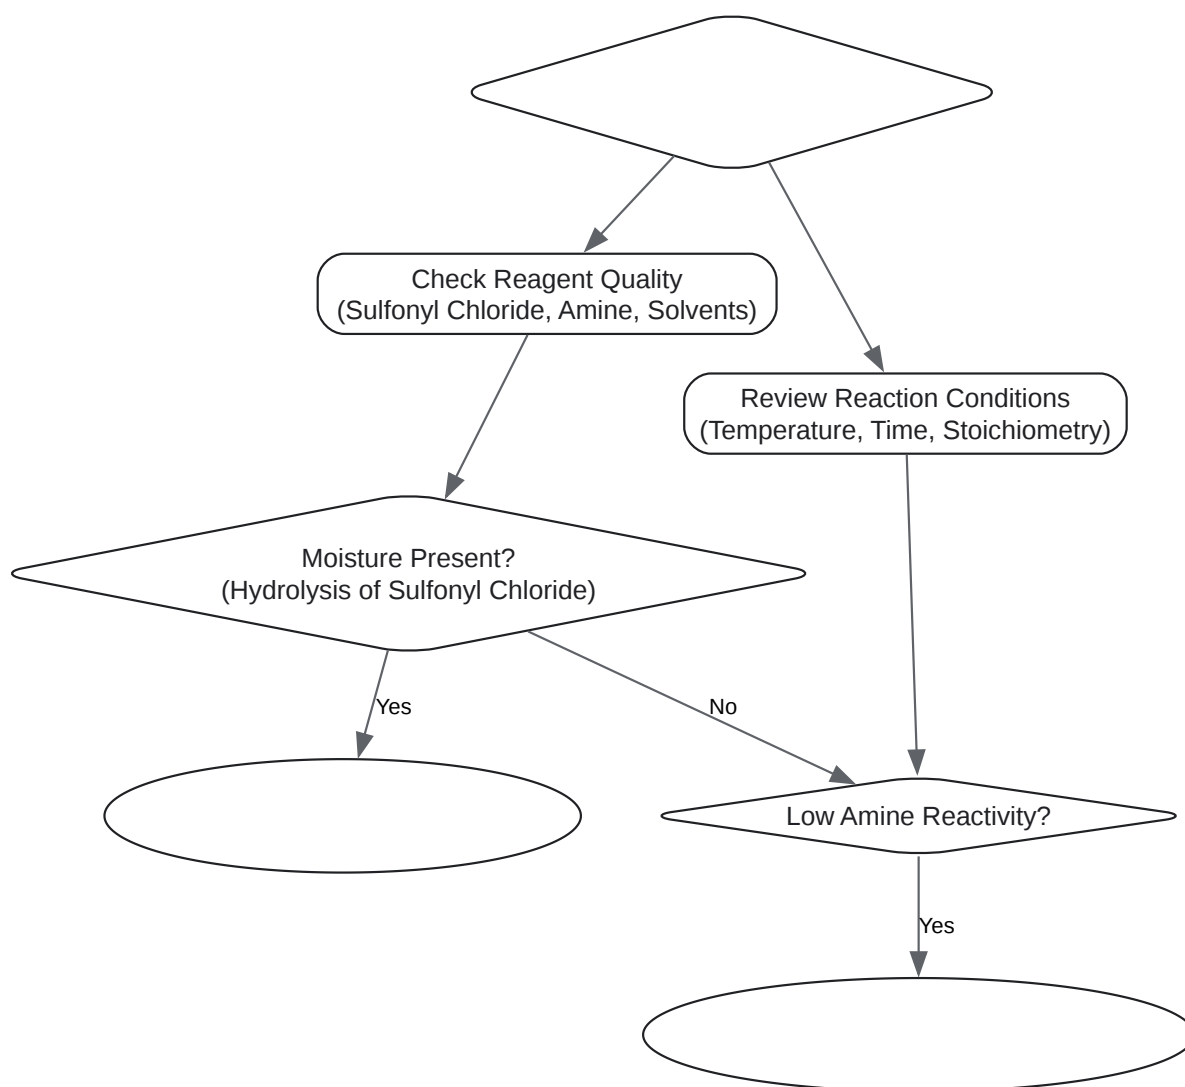 Check Reagent Quality
(Sulfonyl Chloride, Amine, Solvents)
Review Reaction Conditions
(Temperature, Time, Stoichiometry)
Moisture Present?
(Hydrolysis of Sulfonyl Chloride)
Yes
No
Low Amine Reactivity?
Yes